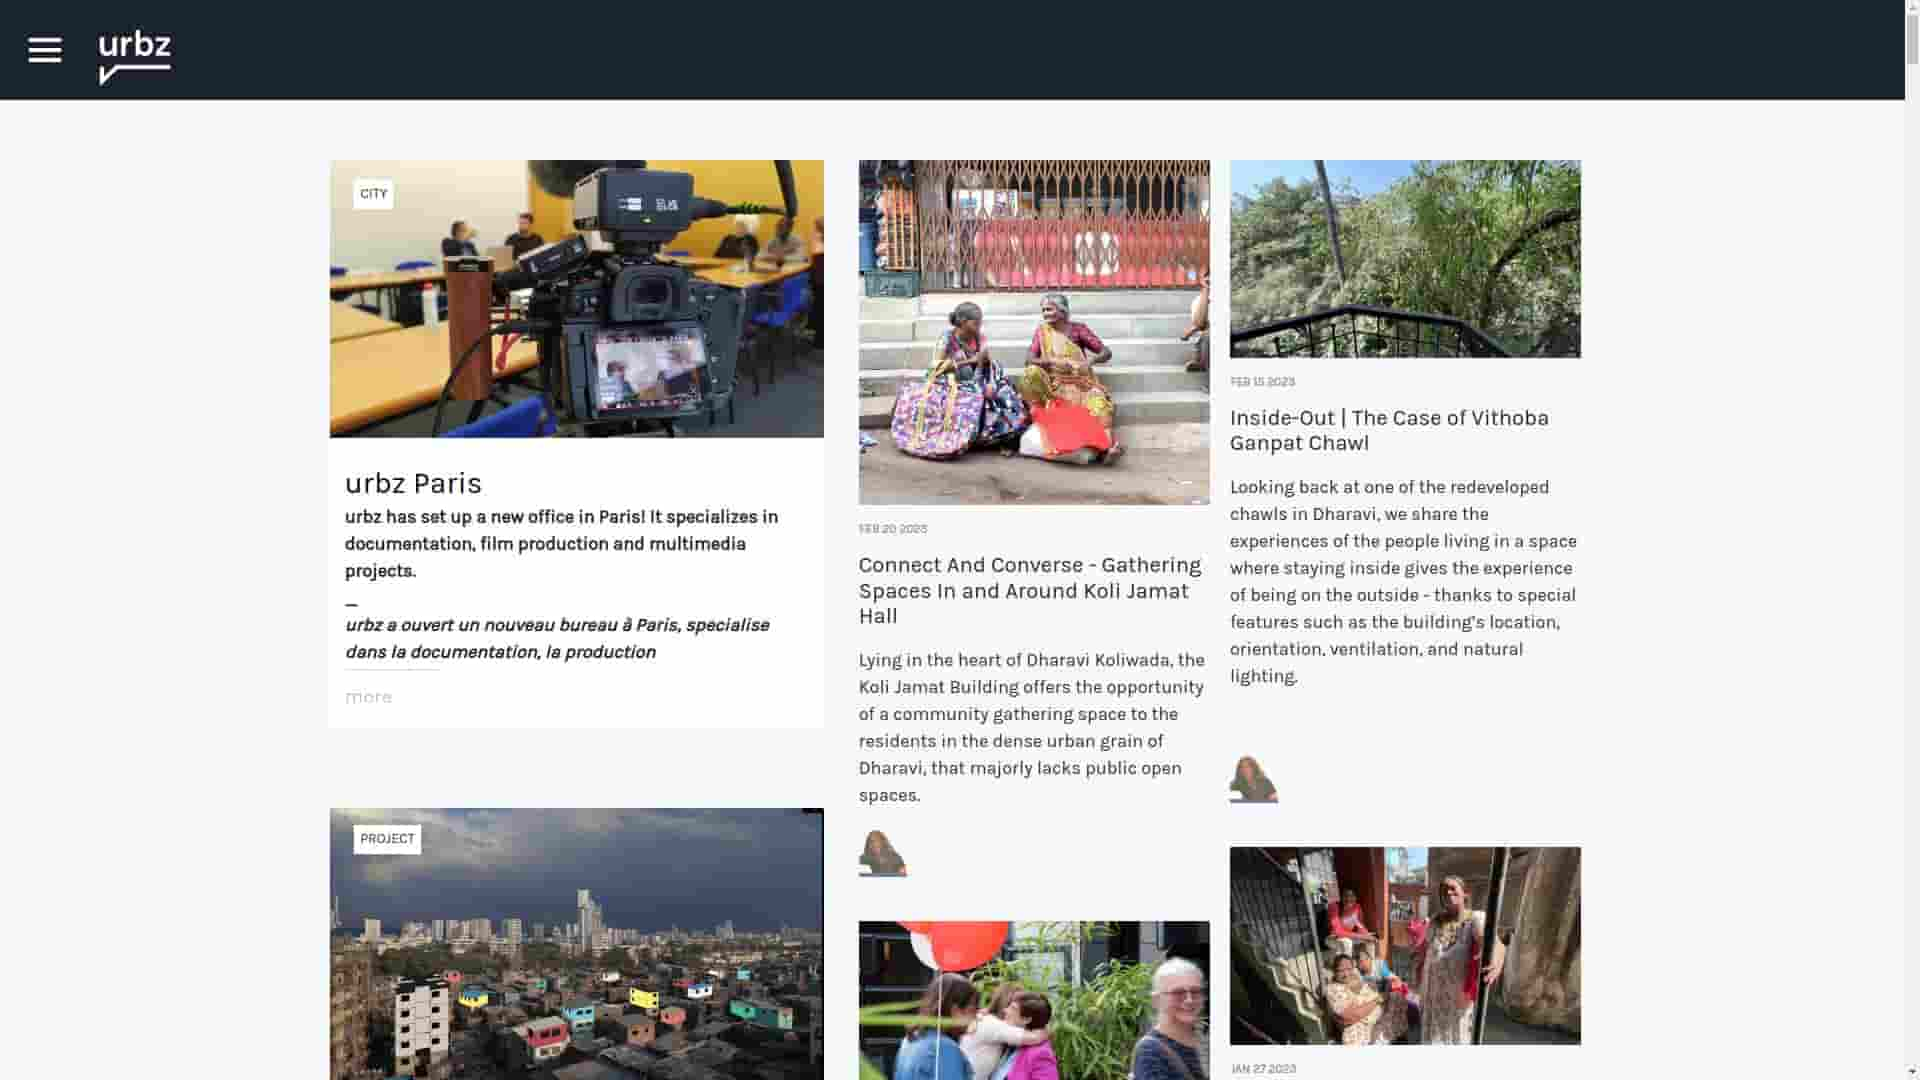 urbz
CITY
urbz Paris
urbz has set up a new office in Paris! It specializes in
documentation, film production and multimedia
projects.
_
urbz a ouvert un nouveau bureau à Paris, specialise
dans la documentation, la production
more
PROJECT
FEB 20 2023
Connect And Converse - Gathering
Spaces In and Around Koli Jamat
Hall
Lying in the heart of Dharavi Koliwada, the
Koli Jamat Building offers the opportunity
of a community gathering space to the
residents in the dense urban grain of
Dharavi, that majorly lacks public open
spaces.
FEB 15 2023
Inside-Out | The Case of Vithoba
Ganpat Chawl
Looking back at one of the redeveloped
chawls in Dharavi, we share the
experiences of the people living in a space
where staying inside gives the experience
of being on the outside - thanks to special
features such as the building's location,
orientation, ventilation, and natural
lighting.
JAN 27 2023